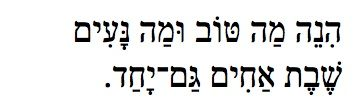 הִנֵה מַה טּוֹב וּמַה נָּעִים
שֶׁבֶת אַחִים גַּם־יָחַד.